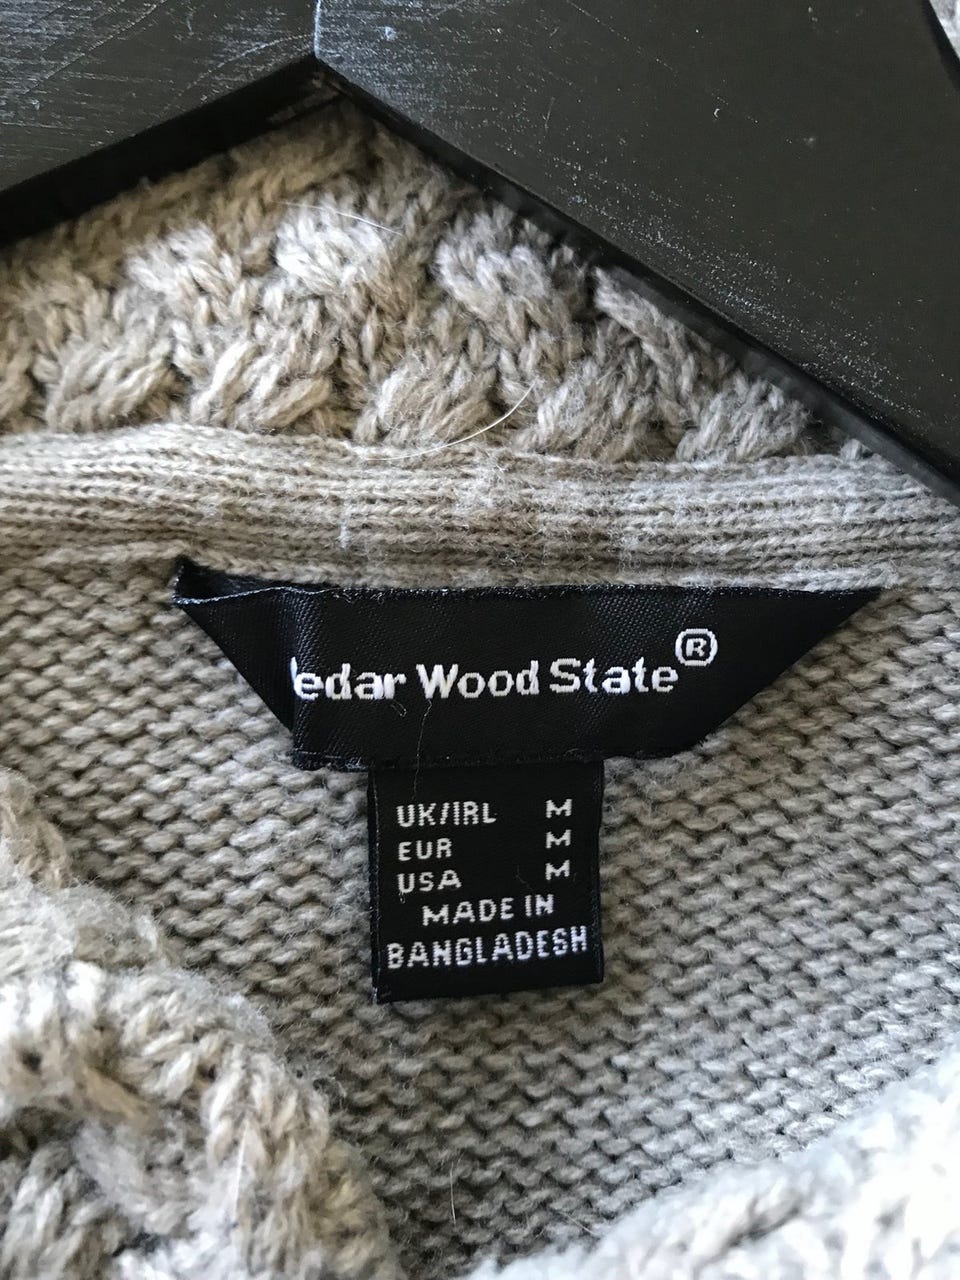 edar Wood State®
UK/IRL M
EUR M
USA M
MADE IN
BANGLADESH